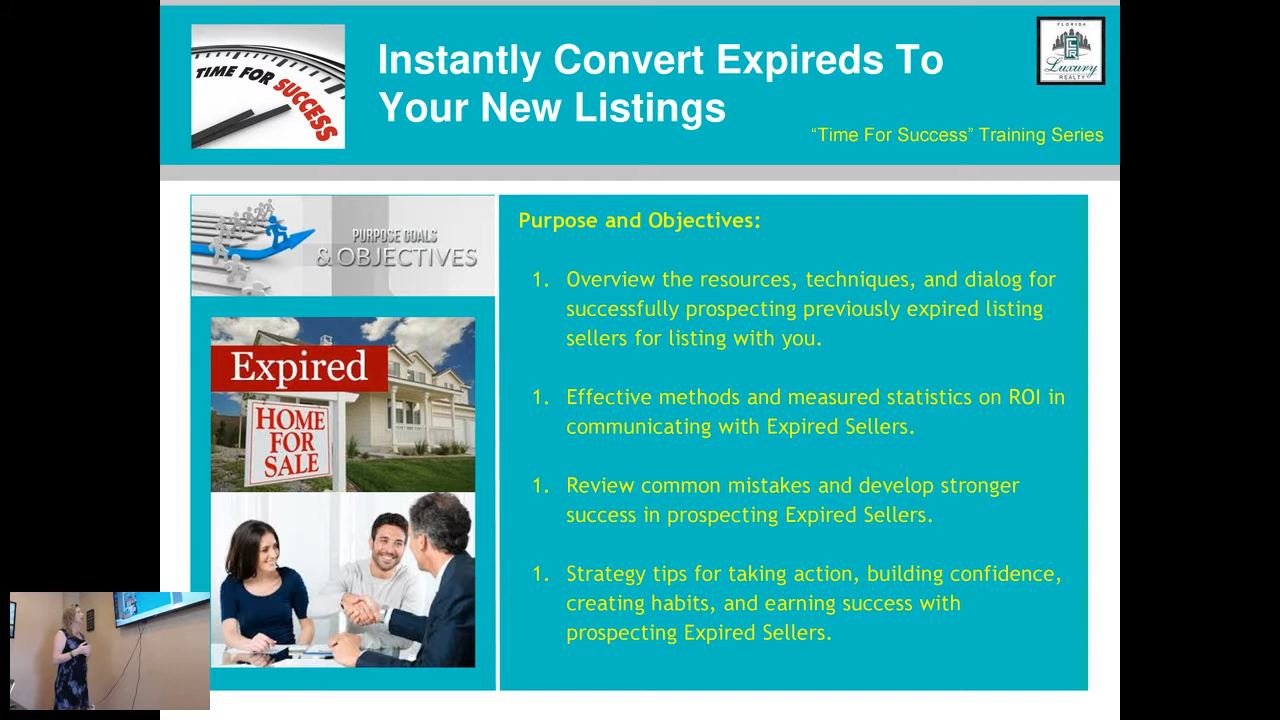 TIME FOR SUCCESS
Instantly Convert Expireds To
Your New Listings
FLORIDA
Luxury
REALTY
“Time For Success” Training Series
PURPOSE GOALS
& OBJECTIVES
Expired
HOME
FOR
SALE
Purpose and Objectives:
1. Overview the resources, techniques, and dialog for
successfully prospecting previously expired listing
sellers for listing with you.
1. Effective methods and measured statistics on ROI in
communicating with Expired Sellers.
1. Review common mistakes and develop stronger
success in prospecting Expired Sellers.
1. Strategy tips for taking action, building confidence,
creating habits, and earning success with
prospecting Expired Sellers.